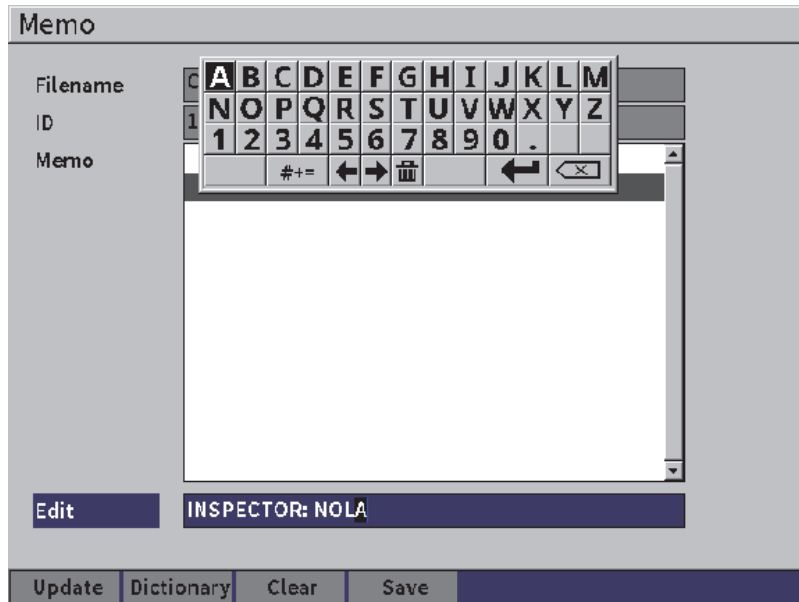 Memo
Filename C
A B C D E F G H I J K L M
ID 1
N O P Q R S T U V W X Y Z
1 2 3 4 5 6 7 8 9 0 .
Memo
#+=
Edit INSPECTOR: NOLA
Update Dictionary Clear Save